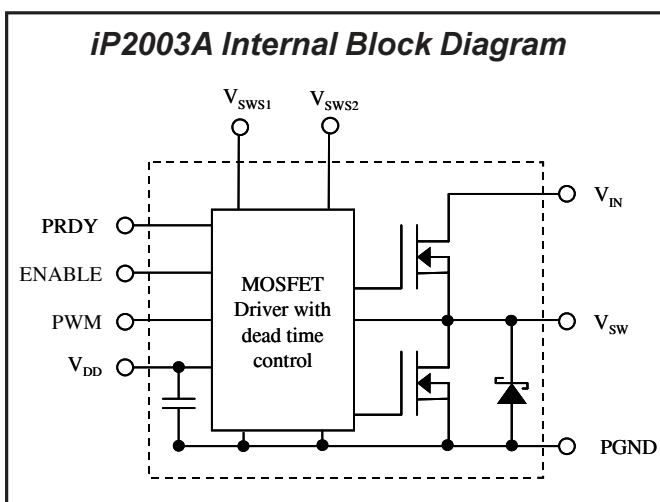 iP2003A Internal Block Diagram
VSWS1
VSWS2
VIN
PRDY
ENABLE
PWM
VDD
MOSFET
Driver with
dead time
control
VSW
PGND